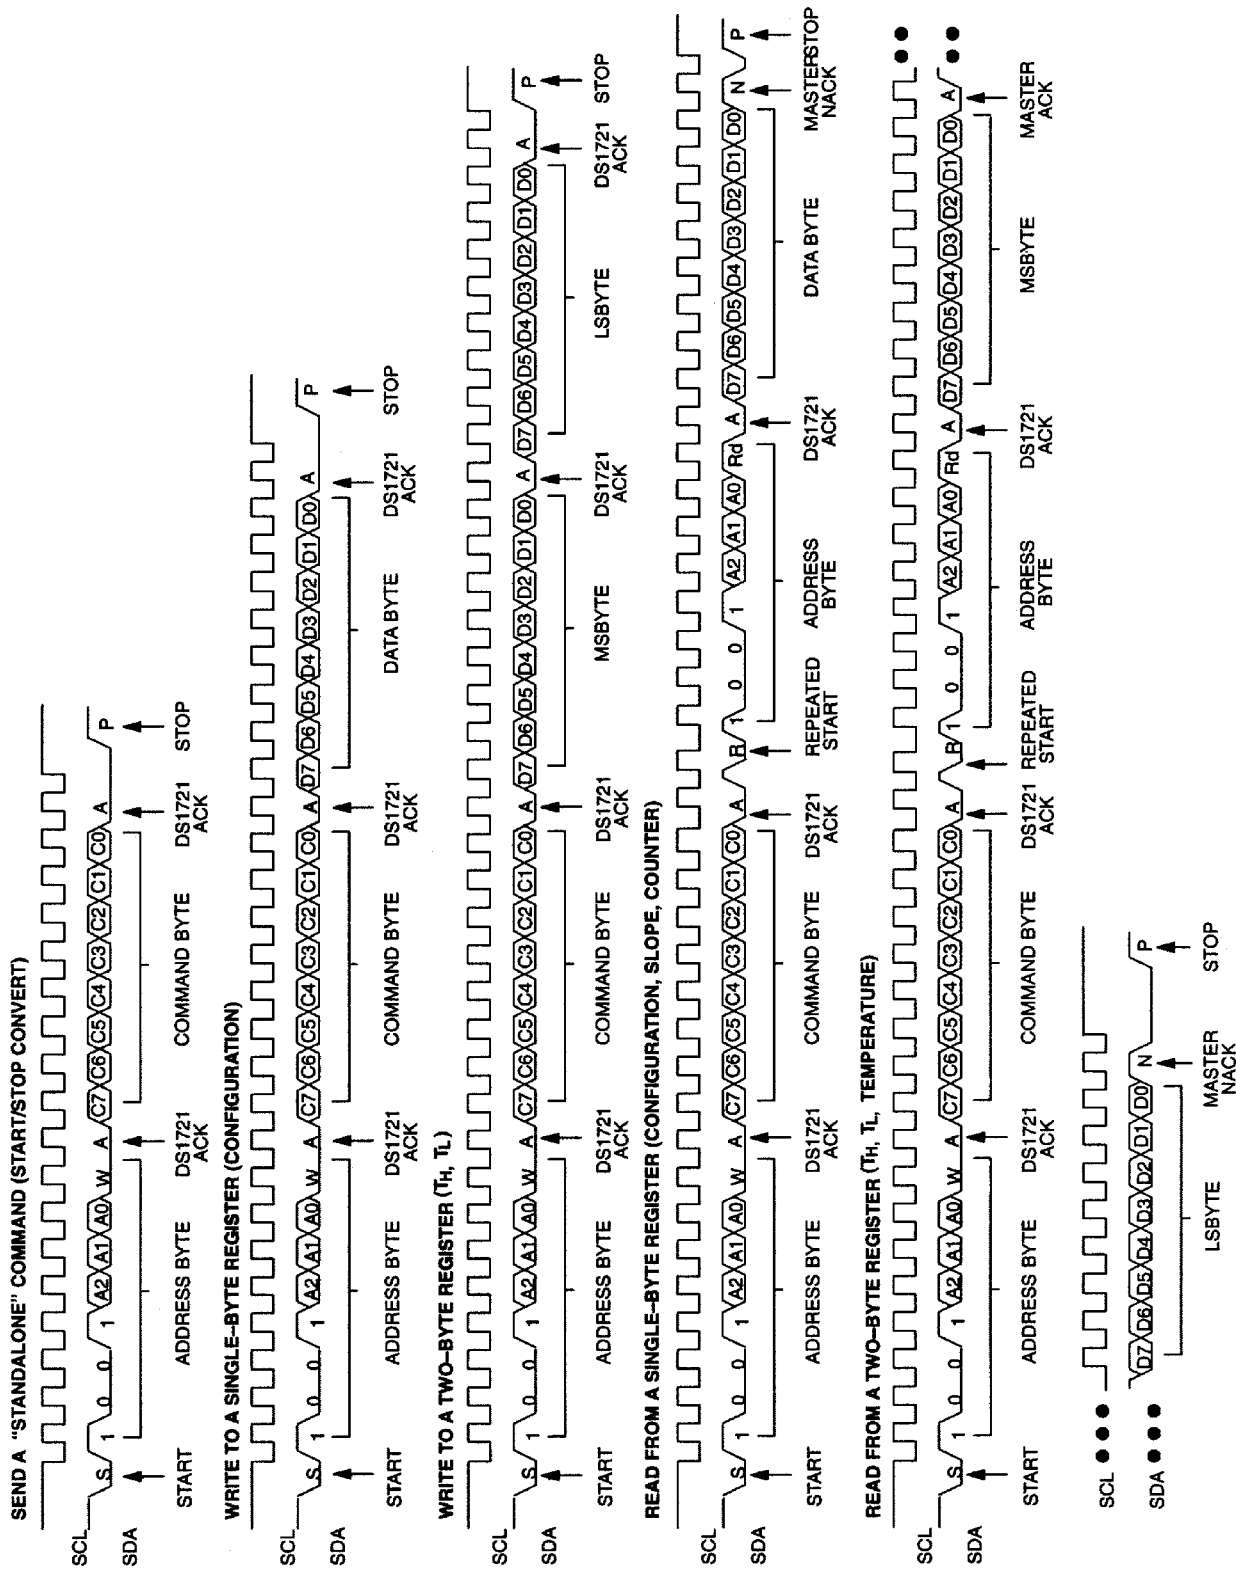 SEND A "STANDALONE" COMMAND (START/STOP CONVERT)
SCL
SDA
S 1 0 0 1 A2 A1 A0 W A C7 C6 C5 C4 C3 C2 C1 C0 A P
START ADDRESS BYTE DS1721 ACK COMMAND BYTE DS1721 ACK STOP
WRITE TO A SINGLE–BYTE REGISTER (CONFIGURATION)
SCL
SDA
S 1 0 0 1 A2 A1 A0 W A C7 C6 C5 C4 C3 C2 C1 C0 A D7 D6 D5 D4 D3 D2 D1 D0 A P
START ADDRESS BYTE DS1721 ACK COMMAND BYTE DS1721 ACK DATA BYTE DS1721 ACK STOP
WRITE TO A TWO–BYTE REGISTER (TH, TL)
SCL
SDA
S 1 0 0 1 A2 A1 A0 W A C7 C6 C5 C4 C3 C2 C1 C0 A D7 D6 D5 D4 D3 D2 D1 D0 A D7 D6 D5 D4 D3 D2 D1 D0 A P
START ADDRESS BYTE DS1721 ACK COMMAND BYTE DS1721 ACK MSBYTE DS1721 ACK LSBYTE DS1721 ACK STOP
READ FROM A SINGLE–BYTE REGISTER (CONFIGURATION, SLOPE, COUNTER)
SCL
SDA
S 1 0 0 1 A2 A1 A0 W A C7 C6 C5 C4 C3 C2 C1 C0 A R 1 0 0 1 A2 A1 A0 Rd A D7 D6 D5 D4 D3 D2 D1 D0 N P
START ADDRESS BYTE DS1721 ACK COMMAND BYTE DS1721 ACK REPEATED START ADDRESS BYTE DS1721 ACK DATA BYTE MASTER NACK STOP
READ FROM A TWO–BYTE REGISTER (TH, TL, TEMPERATURE)
SCL
SDA
S 1 0 0 1 A2 A1 A0 W A C7 C6 C5 C4 C3 C2 C1 C0 A R 1 0 0 1 A2 A1 A0 Rd A D7 D6 D5 D4 D3 D2 D1 D0 A
START ADDRESS BYTE DS1721 ACK COMMAND BYTE DS1721 ACK REPEATED START ADDRESS BYTE DS1721 ACK MSBYTE MASTER ACK
SCL
SDA
D7 D6 D5 D4 D3 D2 D1 D0 N P
LSBYTE MASTER NACK STOP